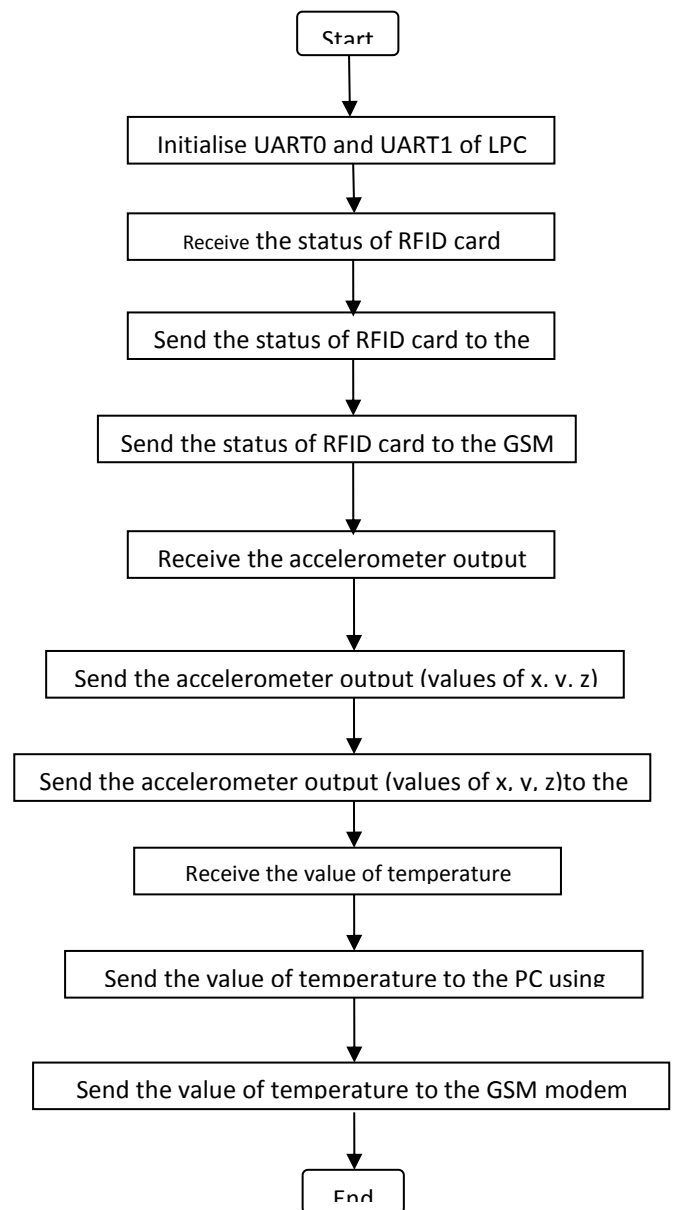 Start
Initialise UART0 and UART1 of LPC
Receive the status of RFID card
Send the status of RFID card to the
Send the status of RFID card to the GSM
Receive the accelerometer output
Send the accelerometer output (values of x, y, z)
Send the accelerometer output (values of x, y, z)to the
Receive the value of temperature
Send the value of temperature to the PC using
Send the value of temperature to the GSM modem
End